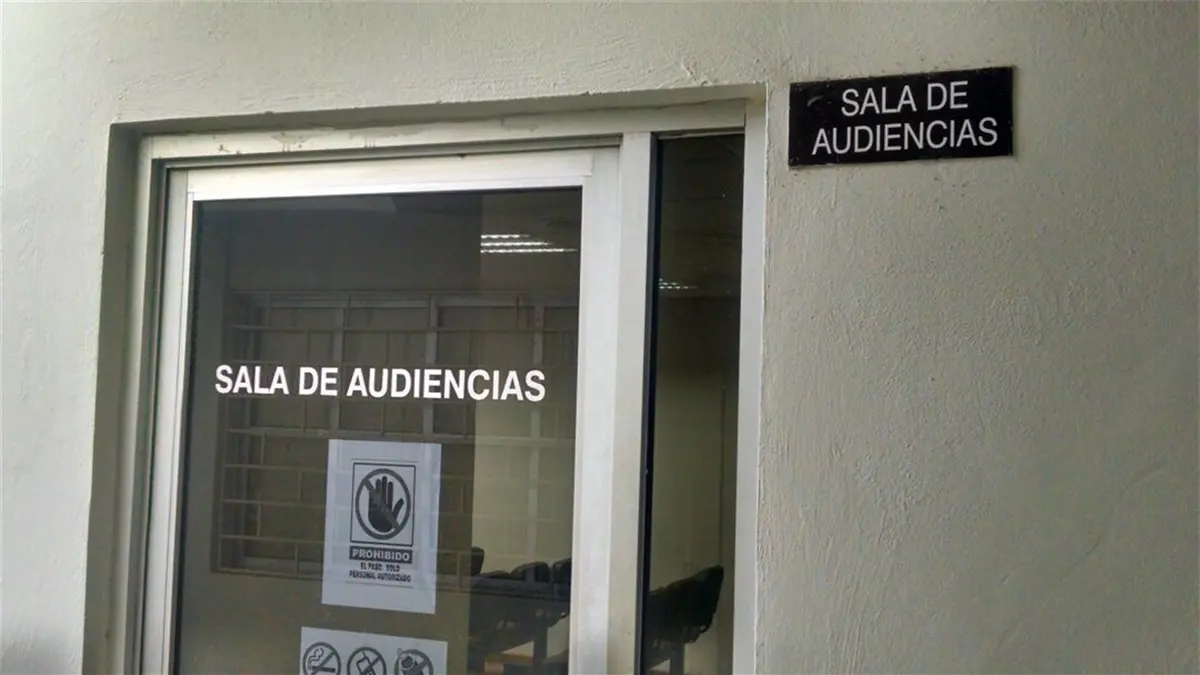 SALA DE
AUDIENCIAS
SALA DE AUDIENCIAS
PROHIBIDO
EL PASO SOLO
PERSONAL AUTORIZADO